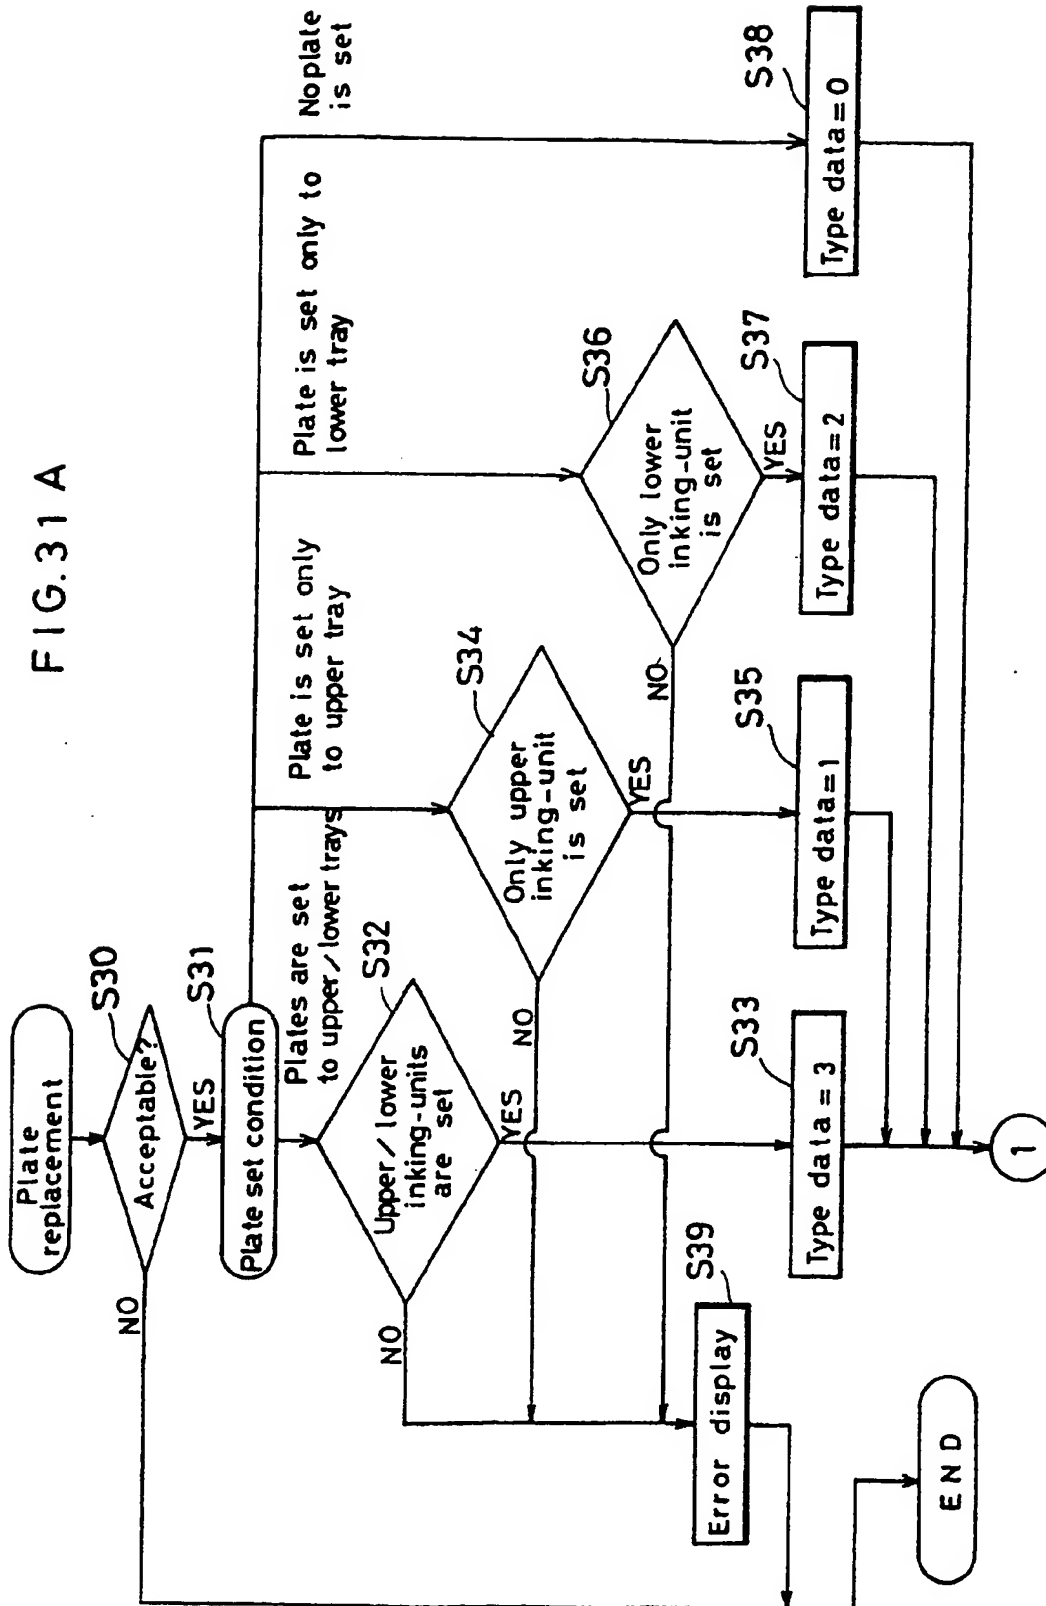 FIG.31 A
Plate
replacement
S30
Acceptable?
NO
YES
S31
Plate set condition
Plates are set
to upper/lower trays
Plate is set only
to upper tray
Plate is set only to
lower tray
Noplate
is set
S32
Upper/lower
inking-units
are set
NO
YES
S34
Only upper
inking-unit
is set
NO
YES
S36
Only lower
inking-unit
is set
NO
YES
S39
Error display
S33
Type data = 3
S35
Type data=1
S37
Type data=2
S38
Type data=0
END
1